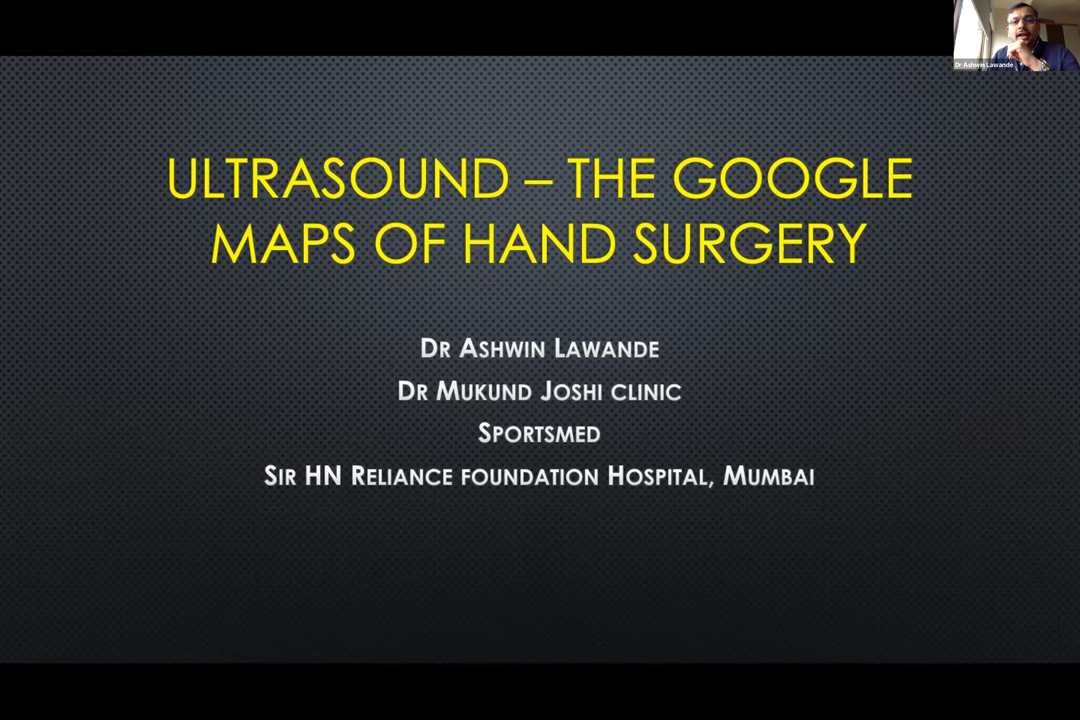 Dr Ashwin Lawande
ULTRASOUND – THE GOOGLE
MAPS OF HAND SURGERY
DR ASHWIN LAWANDE
DR MUKUND JOSHI CLINIC
SPORTSMED
SIR HN RELIANCE FOUNDATION HOSPITAL, MUMBAI